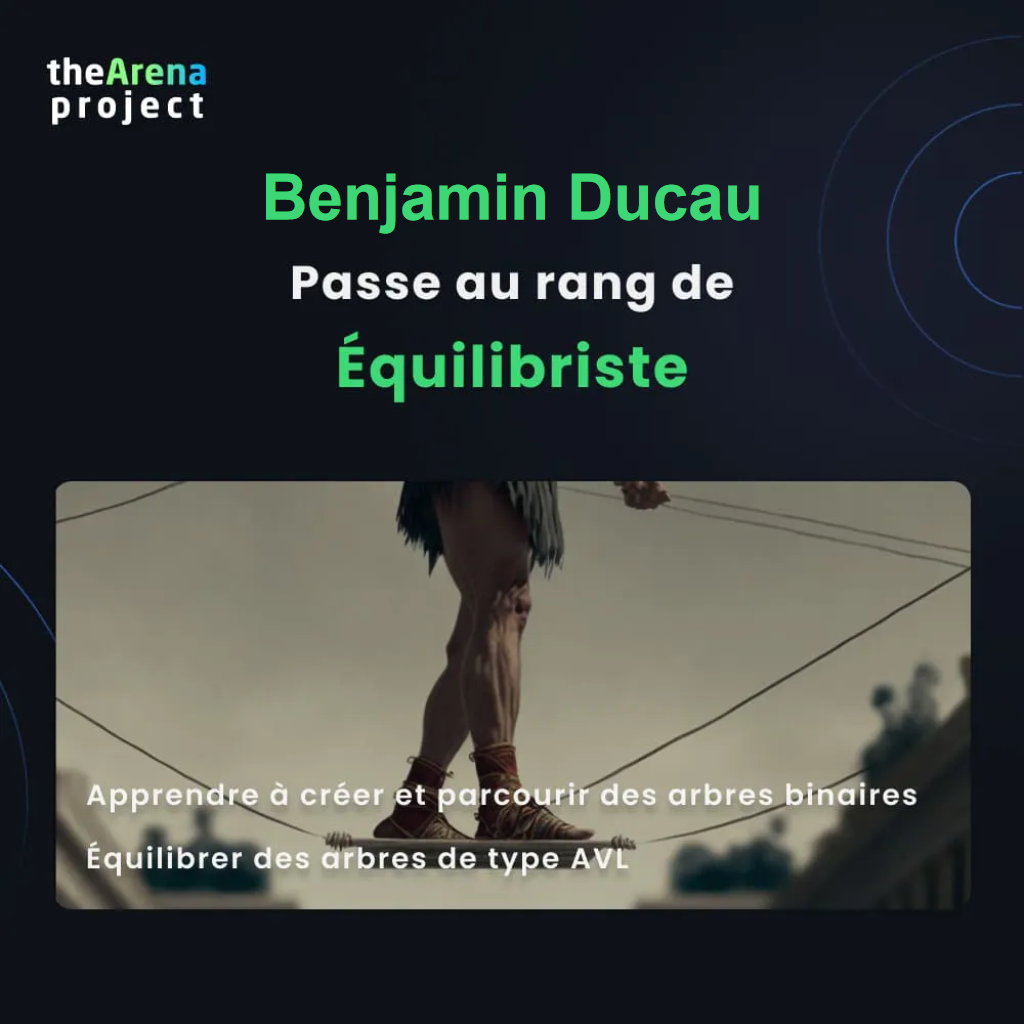 theArena
project
Benjamin Ducau
Passe au rang de
Équilibriste
Apprendre à créer et parcourir des arbres binaires
Équilibrer des arbres de type AVL